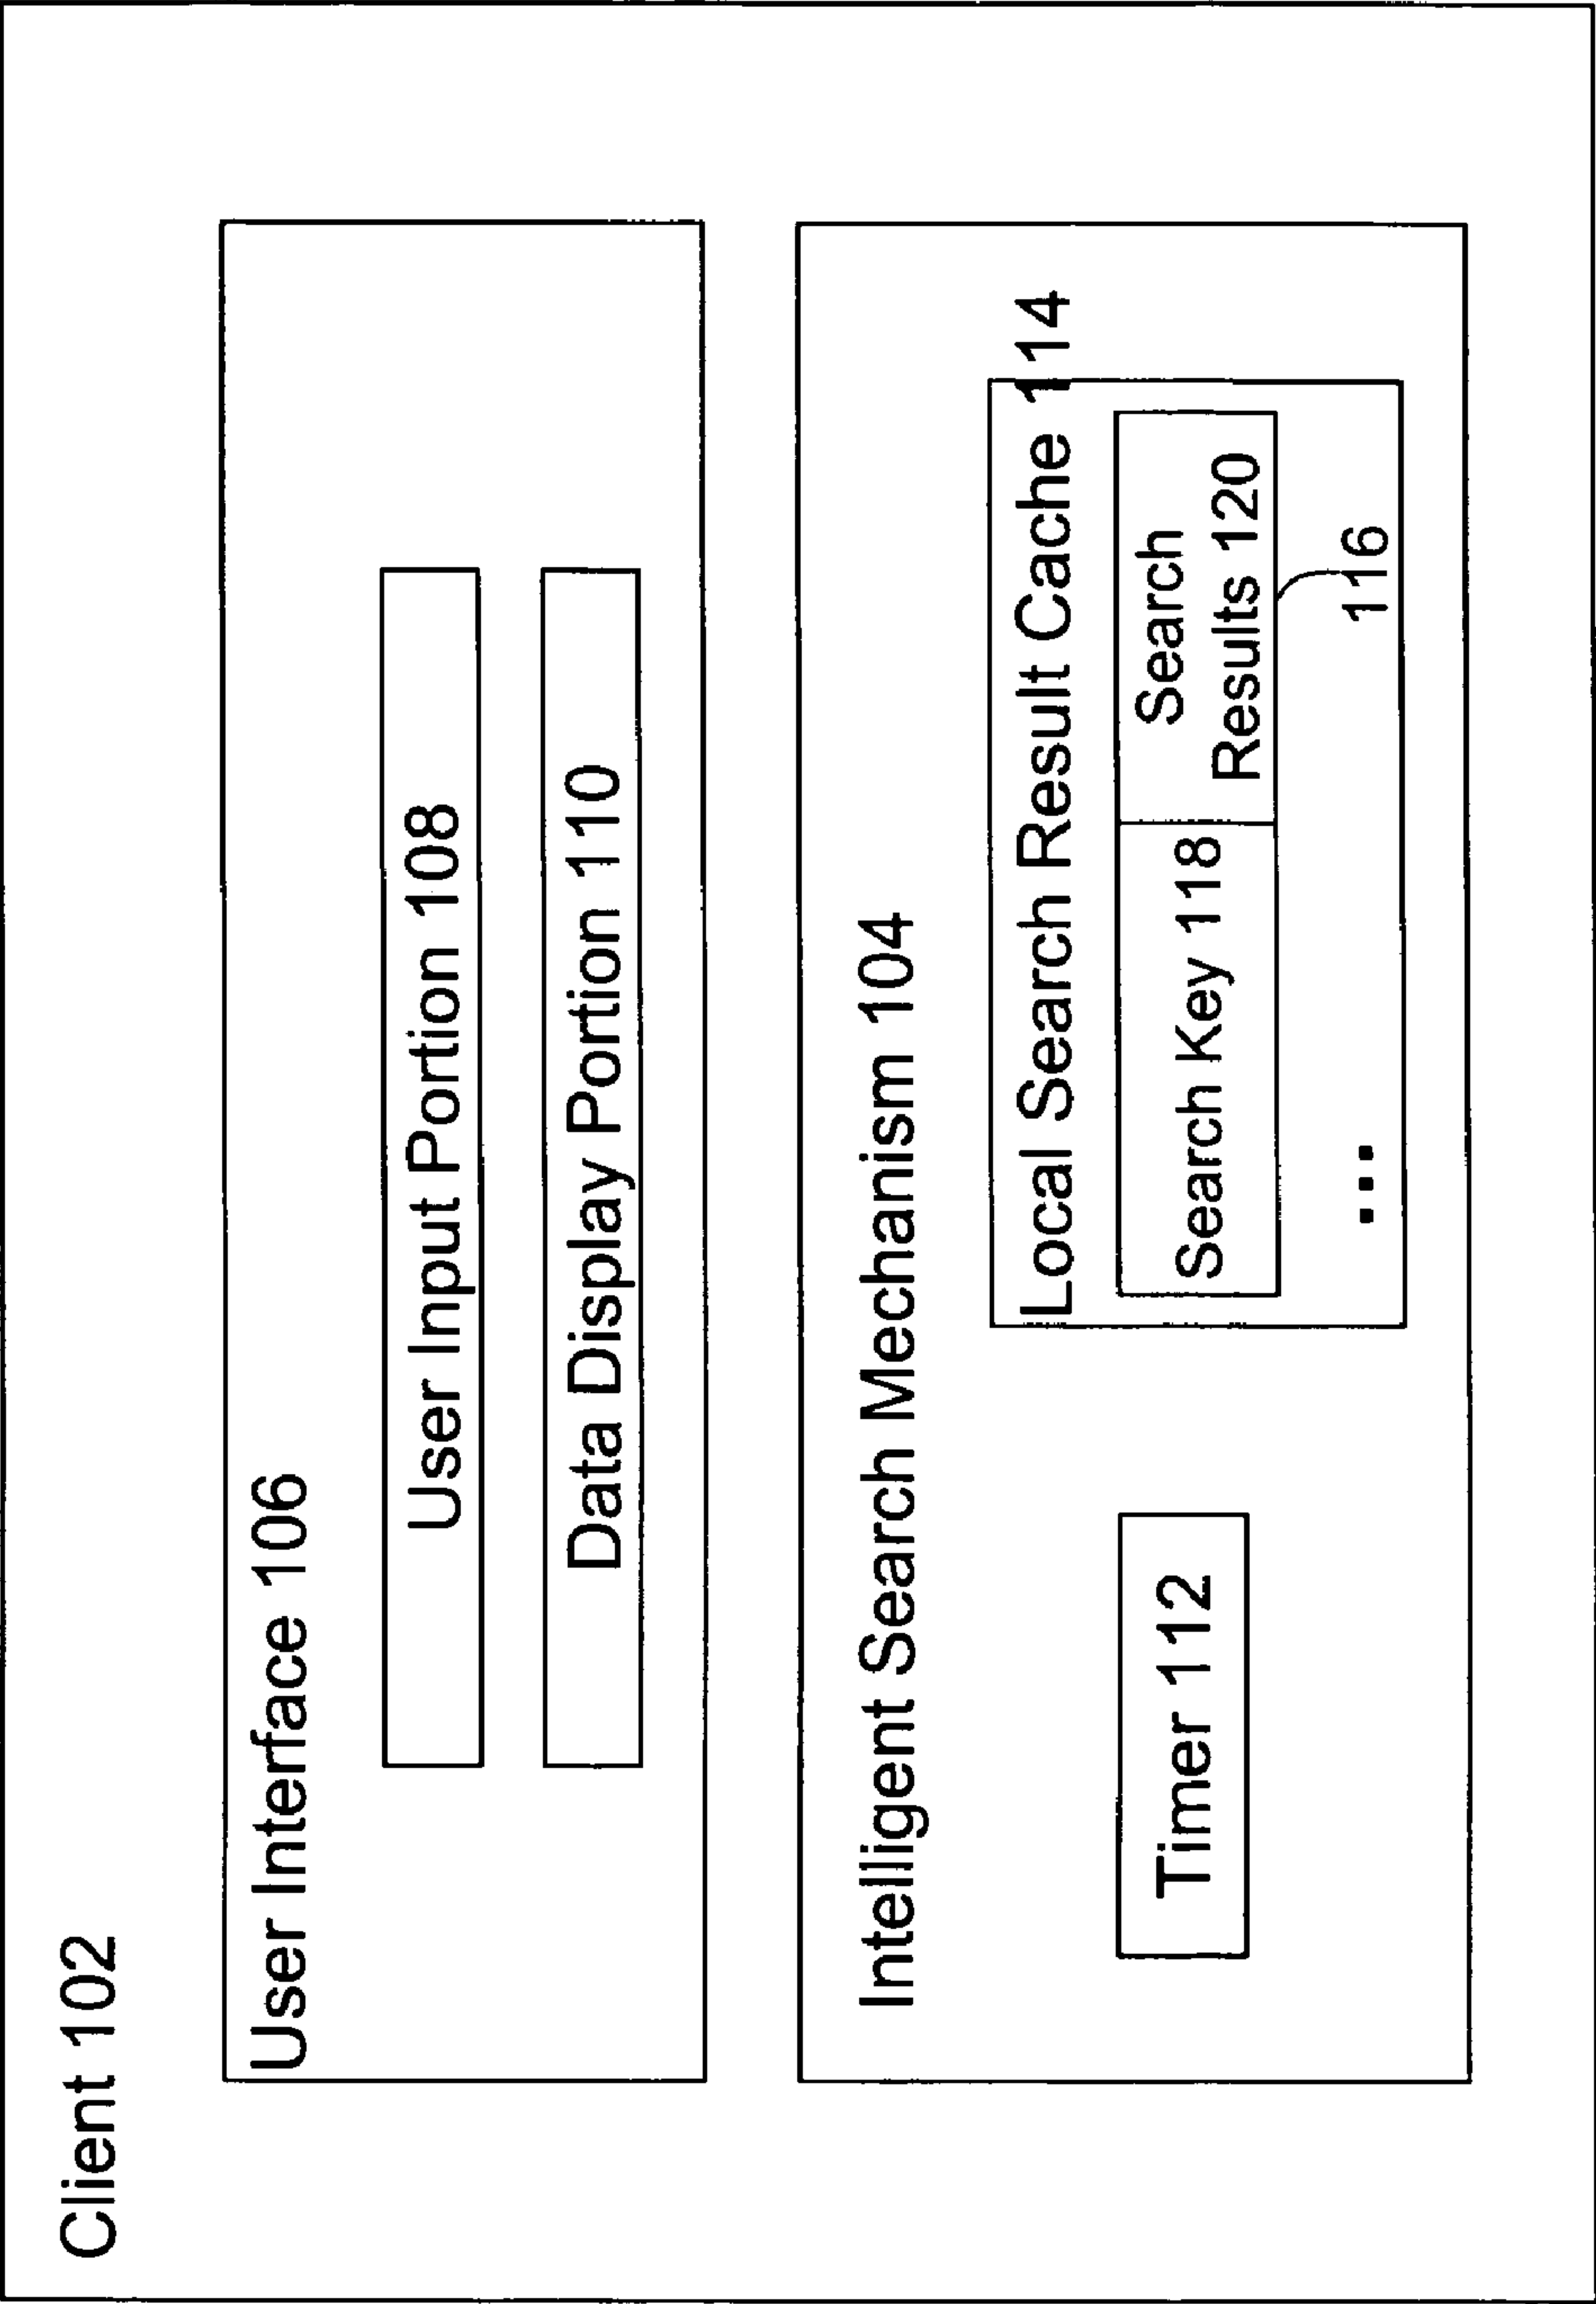 Client 102
User Interface 106
User Input Portion 108
Data Display Portion 110
Intelligent Search Mechanism 104
Timer 112
Local Search Result Cache 114
Search Key 118
Search
Results 120
...
116